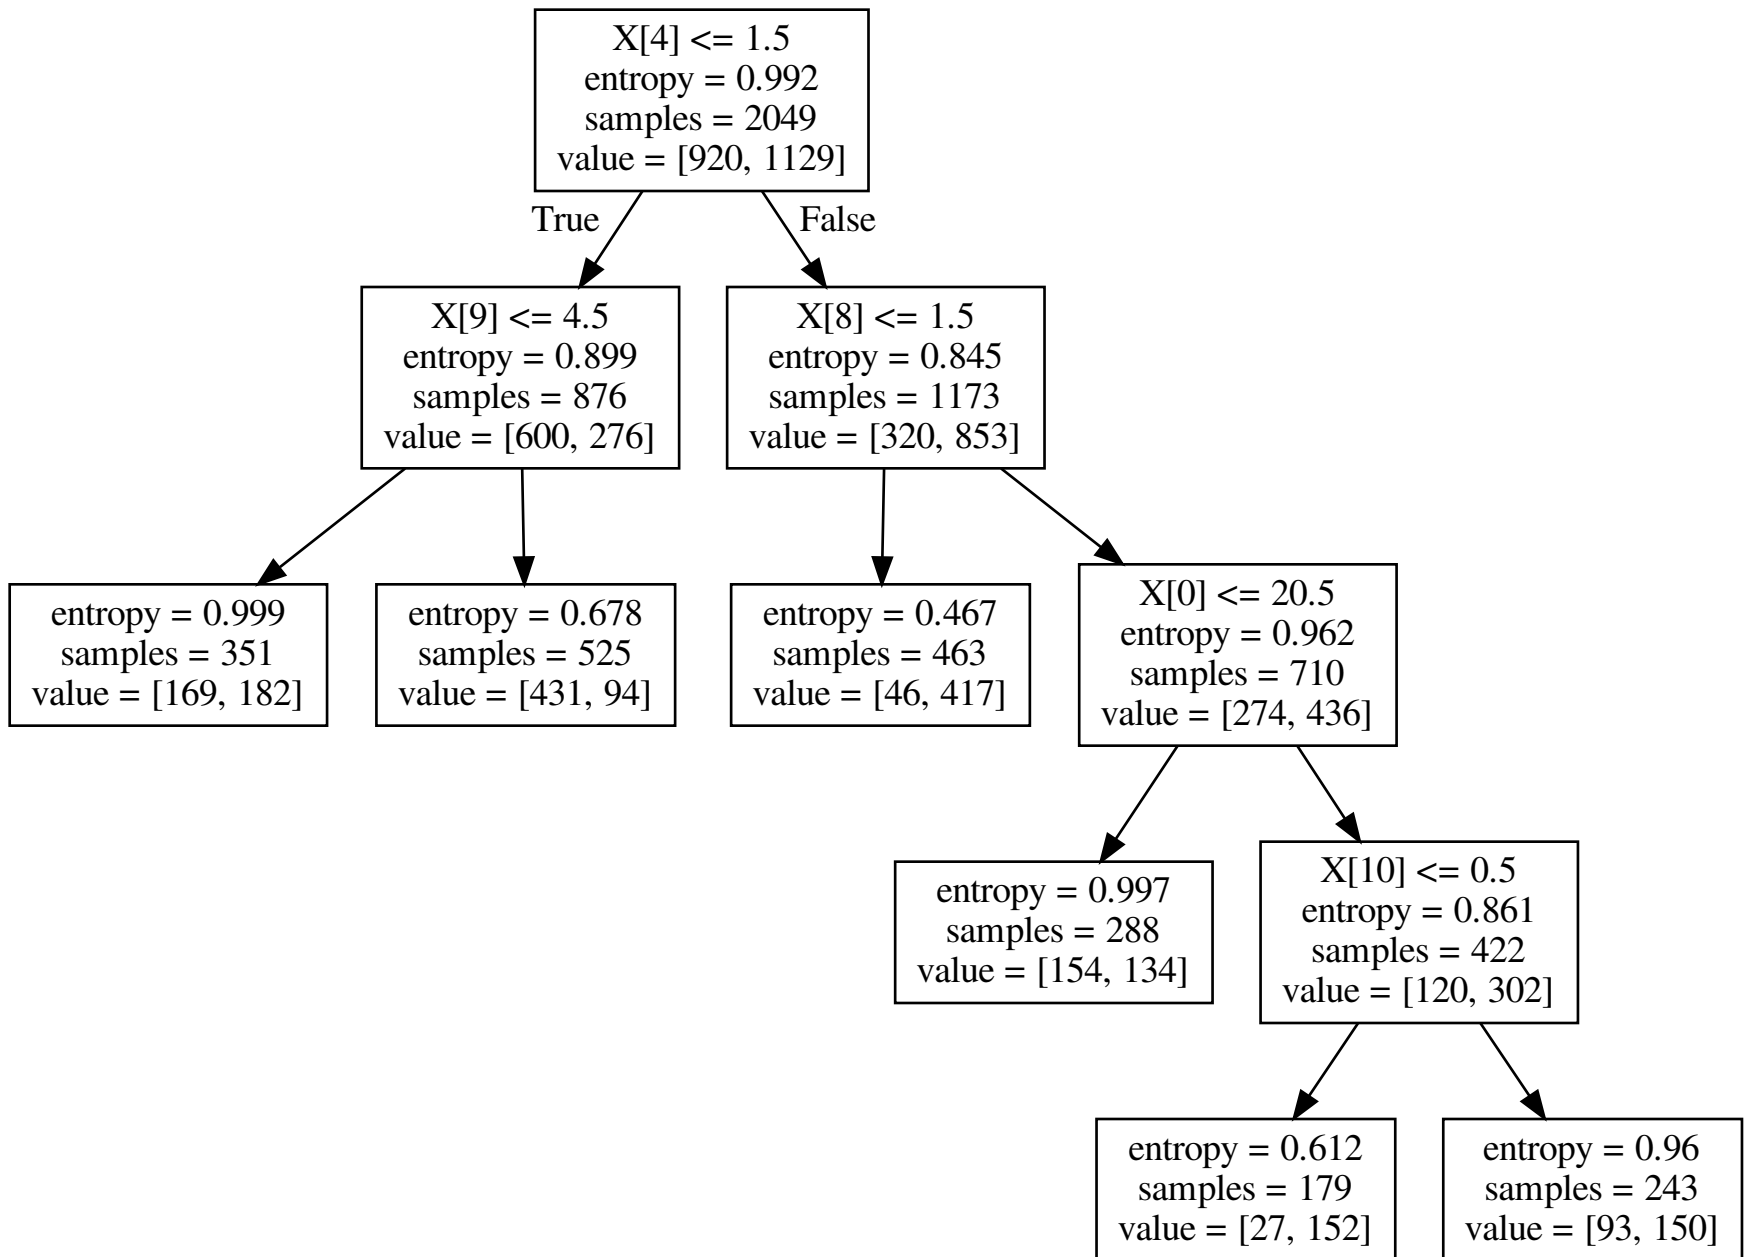 X[4] <= 1.5
entropy = 0.992
samples = 2049
value = [920, 1129]
True
False
X[9] <= 4.5
entropy = 0.899
samples = 876
value = [600, 276]
X[8] <= 1.5
entropy = 0.845
samples = 1173
value = [320, 853]
entropy = 0.999
samples = 351
value = [169, 182]
entropy = 0.678
samples = 525
value = [431, 94]
entropy = 0.467
samples = 463
value = [46, 417]
X[0] <= 20.5
entropy = 0.962
samples = 710
value = [274, 436]
entropy = 0.997
samples = 288
value = [154, 134]
X[10] <= 0.5
entropy = 0.861
samples = 422
value = [120, 302]
entropy = 0.612
samples = 179
value = [27, 152]
entropy = 0.96
samples = 243
value = [93, 150]